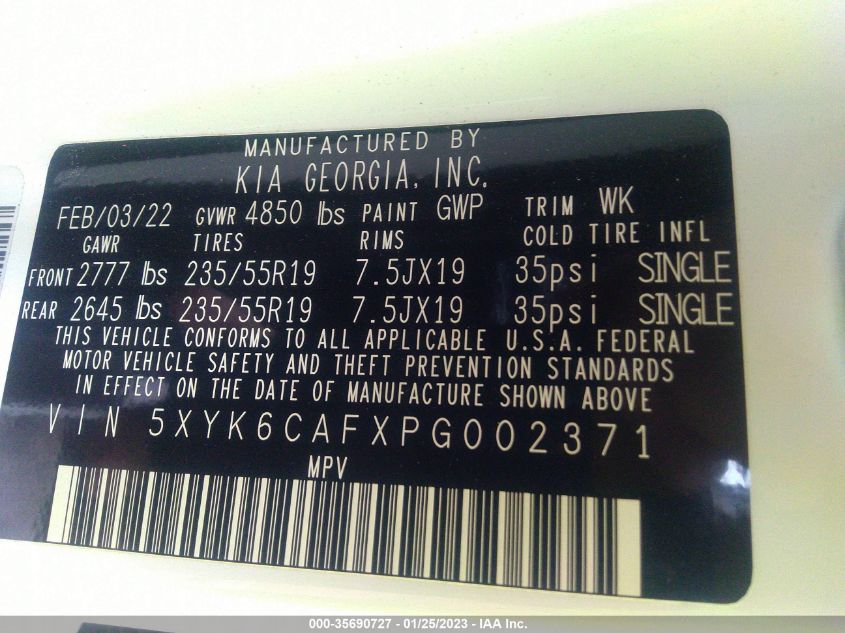 MANUFACTURED BY
KIA GEORGIA, INC.
FEB/03/22 GVWR 4850 lbs PAINT GWP TRIM WK
GAWR TIRES RIMS COLD TIRE INFL
FRONT 2777 lbs 235/55R19 7.5JX19 35psi SINGLE
REAR 2645 lbs 235/55R19 7.5JX19 35psi SINGLE
THIS VEHICLE CONFORMS TO ALL APPLICABLE U.S.A. FEDERAL
MOTOR VEHICLE SAFETY AND THEFT PREVENTION STANDARDS
IN EFFECT ON THE DATE OF MANUFACTURE SHOWN ABOVE
VIN 5XYK6CAFXPG002371
MPV
000-35690727 - 01/25/2023 - IAA Inc.